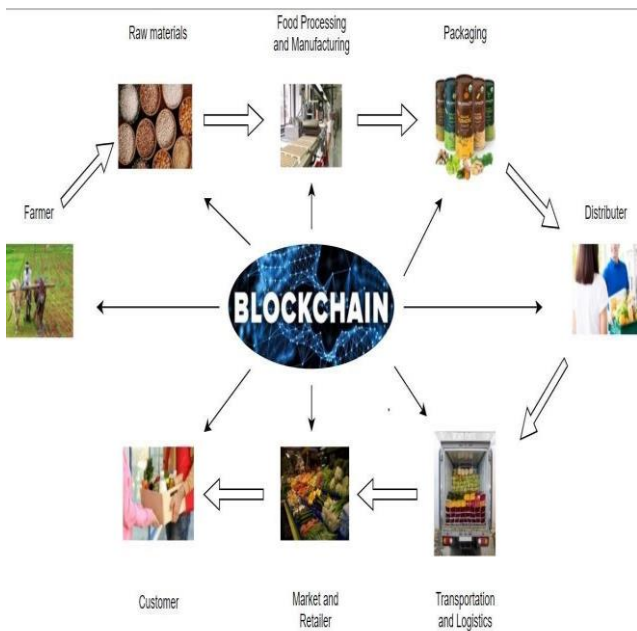 Raw materials
Food Processing
and Manufacturing
Packaging
Farmer
Distributer
BLOCKCHAIN
Customer
Market and
Retailer
Transportation
and Logistics